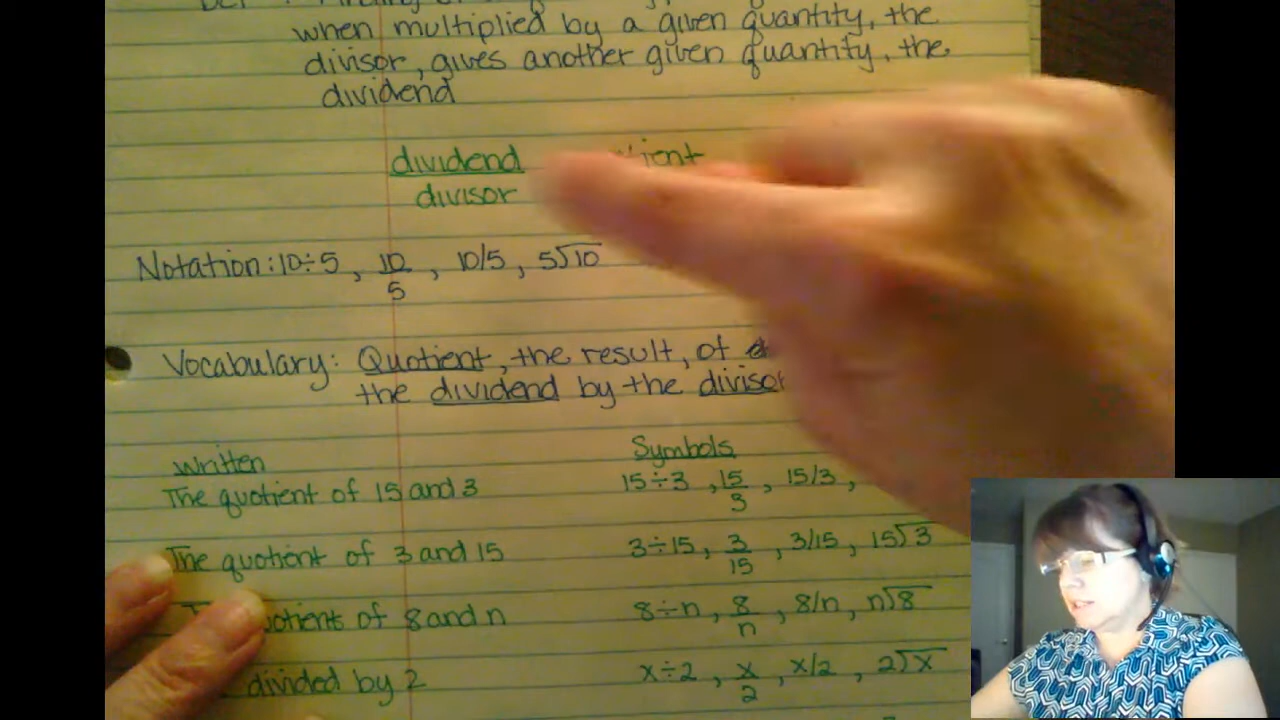 when multiplied by a given quantity, the
divisor, gives another given quantity, the
dividend
dividend
divisor
Notation: 10÷5, 10/5, 10/5, 5√10
Vocabulary: Quotient, the result, of
the dividend by the divisor
Written Symbols
The quotient of 15 and 3 15÷3, 15/3, 15/3,
The quotient of 3 and 15 3÷15, 3/15, 3/15, 15√3
of 8 and n 8÷n, 8/n, 8/n, n√8
divided by 2 x÷2, x/2, x/2, 2√x